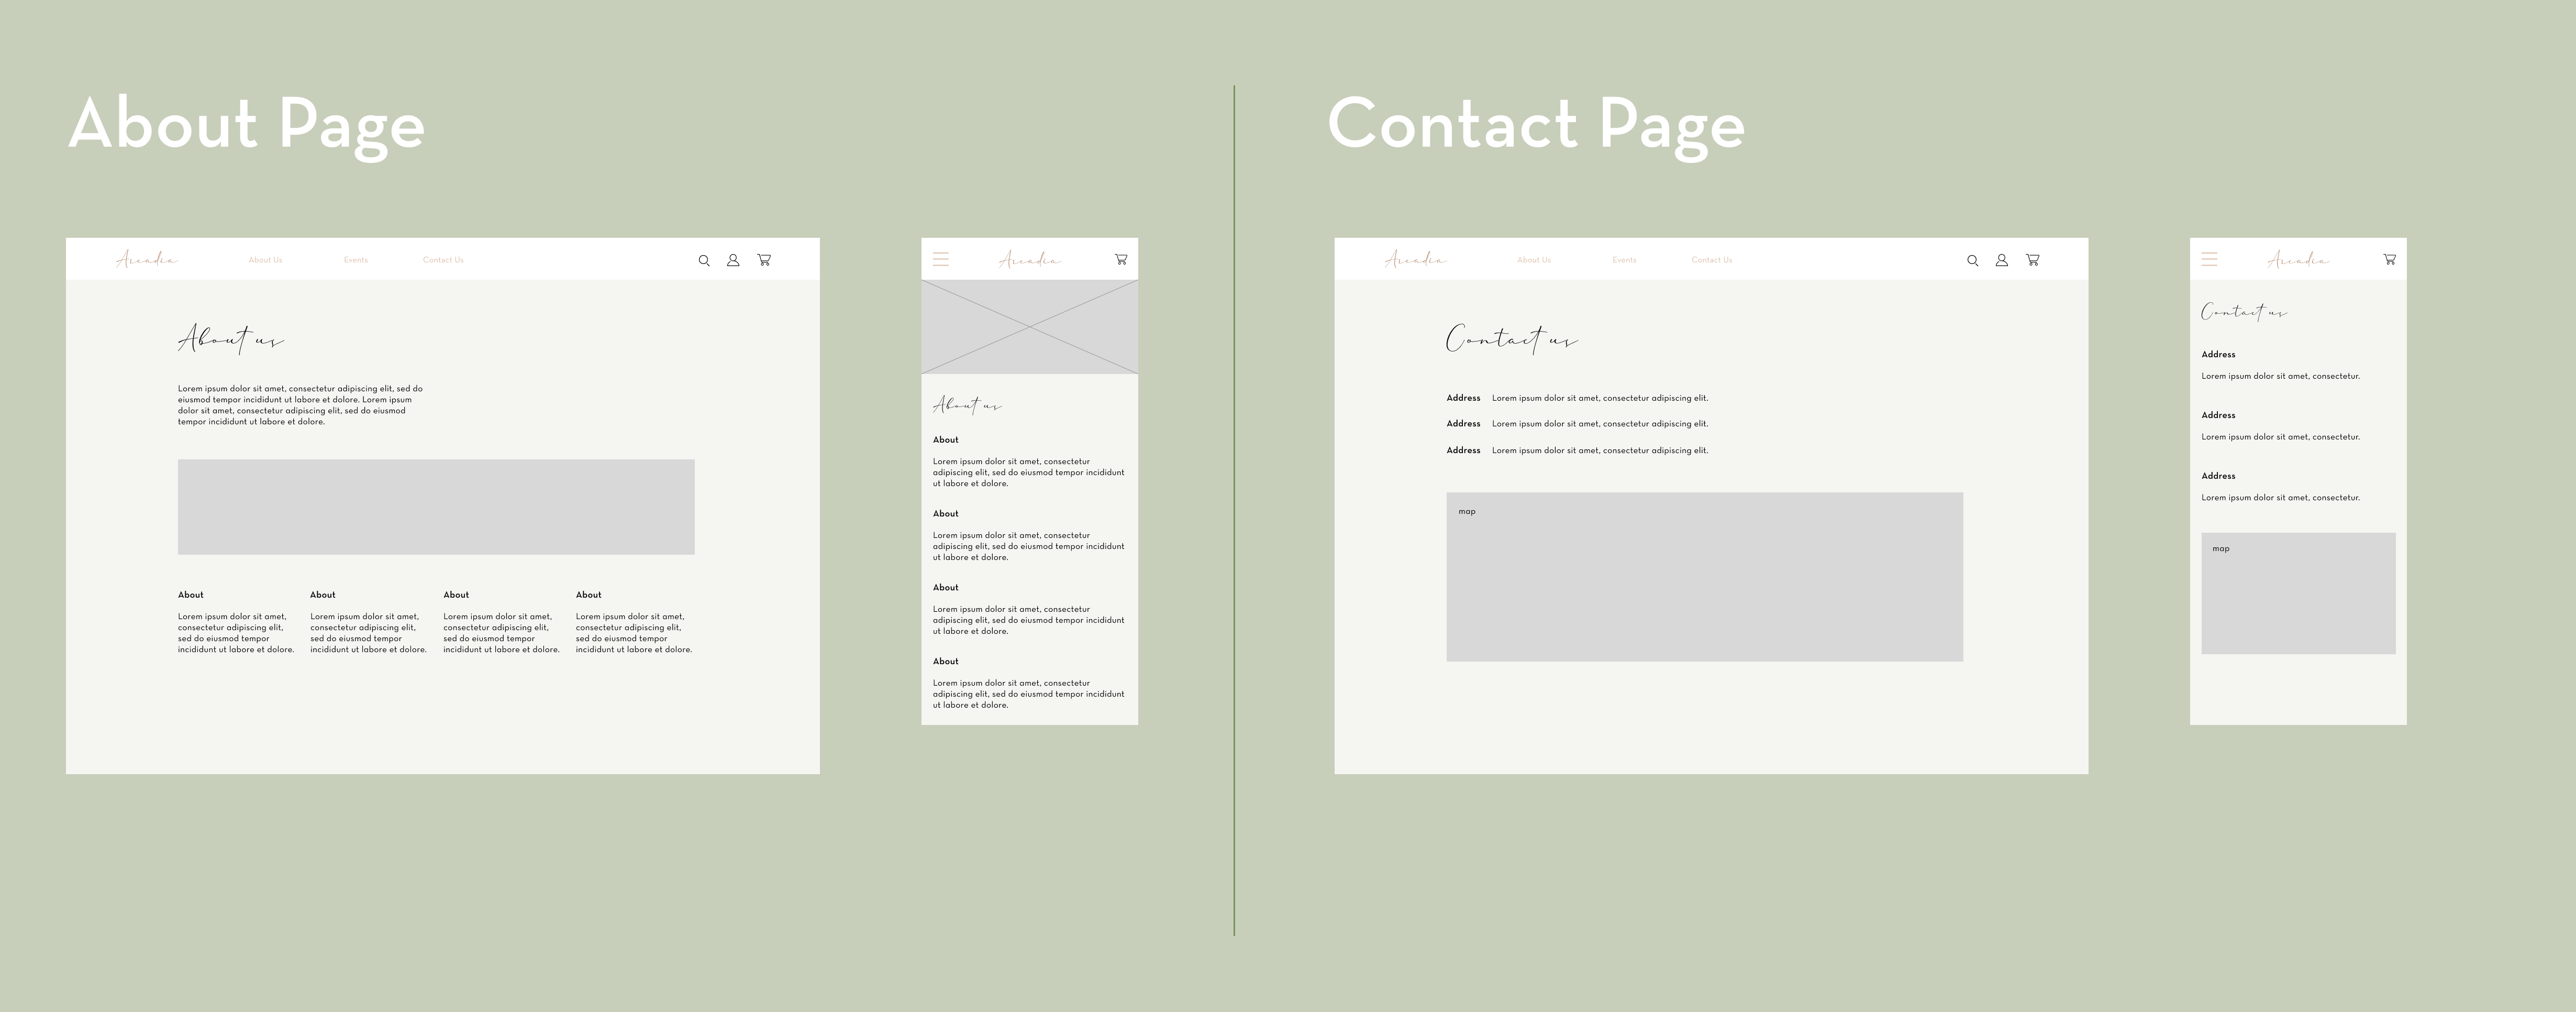 About Page
Arcadia
About Us
Events
Contact Us
About us
Lorem ipsum dolor sit amet, consectetur adipiscing elit, sed do
eiusmod tempor incididunt ut labore et dolore. Lorem ipsum
dolor sit amet, consectetur adipiscing elit, sed do eiusmod
tempor incididunt ut labore et dolore.
About
Lorem ipsum dolor sit amet,
consectetur adipiscing elit,
sed do eiusmod tempor
incididunt ut labore et dolore.
About
Lorem ipsum dolor sit amet,
consectetur adipiscing elit,
sed do eiusmod tempor
incididunt ut labore et dolore.
About
Lorem ipsum dolor sit amet,
consectetur adipiscing elit,
sed do eiusmod tempor
incididunt ut labore et dolore.
About
Lorem ipsum dolor sit amet,
consectetur adipiscing elit,
sed do eiusmod tempor
incididunt ut labore et dolore.
Arcadia
About us
About
Lorem ipsum dolor sit amet, consectetur
adipiscing elit, sed do eiusmod tempor incididunt
ut labore et dolore.
About
Lorem ipsum dolor sit amet, consectetur
adipiscing elit, sed do eiusmod tempor incididunt
ut labore et dolore.
About
Lorem ipsum dolor sit amet, consectetur
adipiscing elit, sed do eiusmod tempor incididunt
ut labore et dolore.
About
Lorem ipsum dolor sit amet, consectetur
adipiscing elit, sed do eiusmod tempor incididunt
ut labore et dolore.
Contact Page
Arcadia
About Us
Events
Contact Us
Contact us
Address Lorem ipsum dolor sit amet, consectetur adipiscing elit.
Address Lorem ipsum dolor sit amet, consectetur adipiscing elit.
Address Lorem ipsum dolor sit amet, consectetur adipiscing elit.
map
Arcadia
Contact us
Address
Lorem ipsum dolor sit amet, consectetur.
Address
Lorem ipsum dolor sit amet, consectetur.
Address
Lorem ipsum dolor sit amet, consectetur.
map